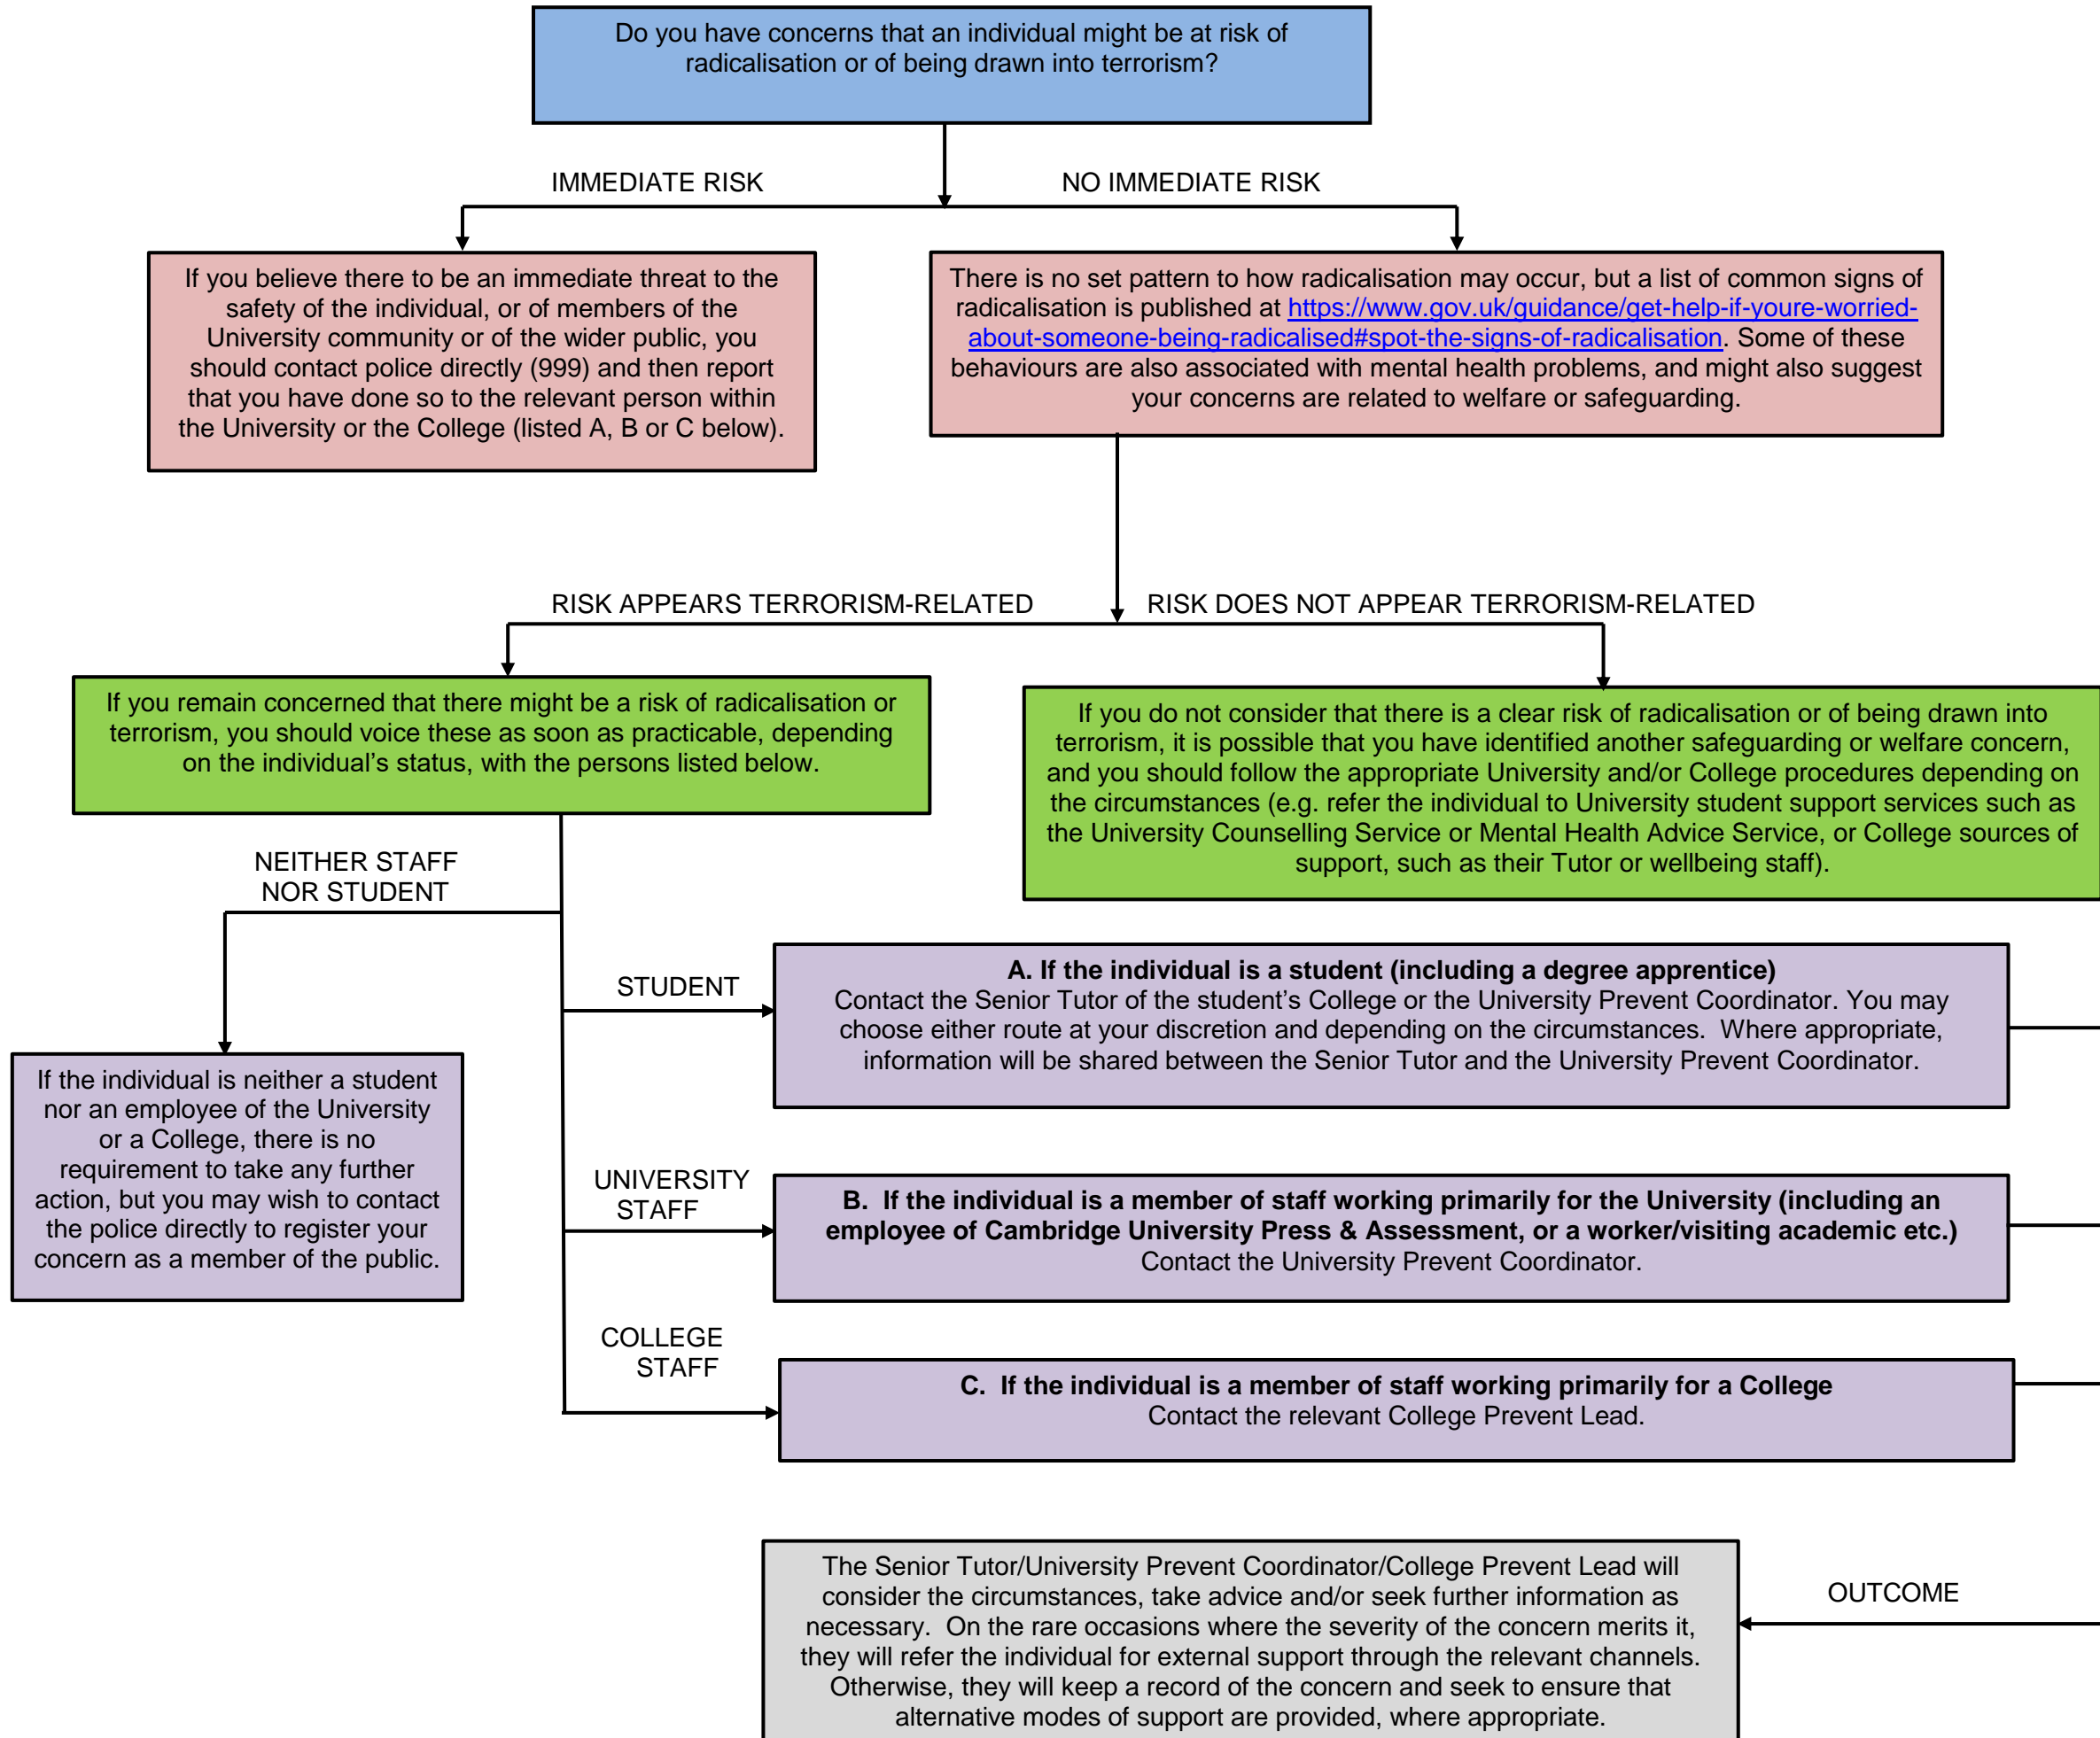 Do you have concerns that an individual might be at risk of
radicalisation or of being drawn into terrorism?
IMMEDIATE RISK
NO IMMEDIATE RISK
If you believe there to be an immediate threat to the
safety of the individual, or of members of the
University community or of the wider public, you
should contact police directly (999) and then report
that you have done so to the relevant person within
the University or the College (listed A, B or C below).
There is no set pattern to how radicalisation may occur, but a list of common signs of
radicalisation is published at https://www.gov.uk/guidance/get-help-if-youre-worried-
about-someone-being-radicalised#spot-the-signs-of-radicalisation. Some of these
behaviours are also associated with mental health problems, and might also suggest
your concerns are related to welfare or safeguarding.
RISK APPEARS TERRORISM-RELATED
RISK DOES NOT APPEAR TERRORISM-RELATED
If you remain concerned that there might be a risk of radicalisation or
terrorism, you should voice these as soon as practicable, depending
on the individual’s status, with the persons listed below.
If you do not consider that there is a clear risk of radicalisation or of being drawn into
terrorism, it is possible that you have identified another safeguarding or welfare concern,
and you should follow the appropriate University and/or College procedures depending on
the circumstances (e.g. refer the individual to University student support services such as
the University Counselling Service or Mental Health Advice Service, or College sources of
support, such as their Tutor or wellbeing staff).
NEITHER STAFF
NOR STUDENT
If the individual is neither a student
nor an employee of the University
or a College, there is no
requirement to take any further
action, but you may wish to contact
the police directly to register your
concern as a member of the public.
STUDENT
A. If the individual is a student (including a degree apprentice)
Contact the Senior Tutor of the student’s College or the University Prevent Coordinator. You may
choose either route at your discretion and depending on the circumstances.  Where appropriate,
information will be shared between the Senior Tutor and the University Prevent Coordinator.
UNIVERSITY
STAFF
B.  If the individual is a member of staff working primarily for the University (including an
employee of Cambridge University Press & Assessment, or a worker/visiting academic etc.)
Contact the University Prevent Coordinator.
COLLEGE
STAFF
C.  If the individual is a member of staff working primarily for a College
Contact the relevant College Prevent Lead.
OUTCOME
The Senior Tutor/University Prevent Coordinator/College Prevent Lead will
consider the circumstances, take advice and/or seek further information as
necessary.  On the rare occasions where the severity of the concern merits it,
they will refer the individual for external support through the relevant channels.
Otherwise, they will keep a record of the concern and seek to ensure that
alternative modes of support are provided, where appropriate.